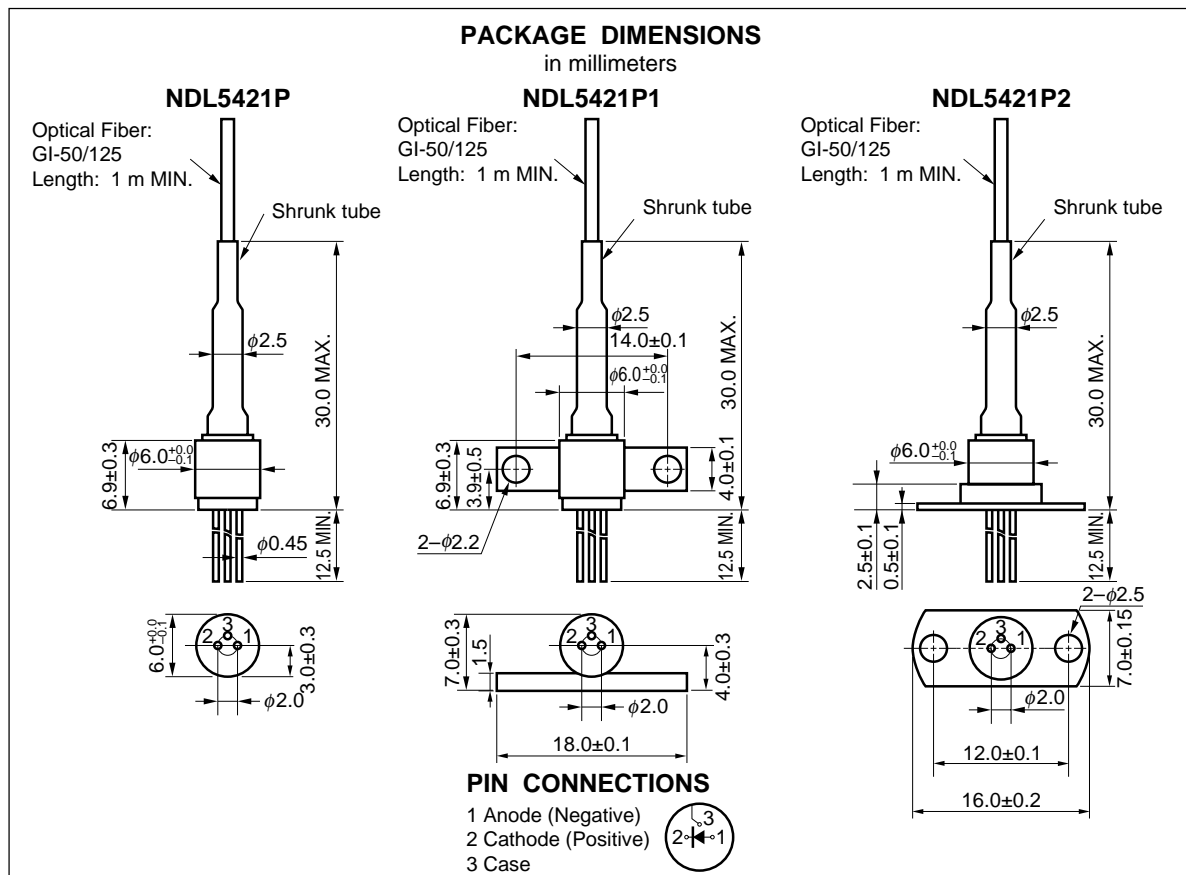 PACKAGE DIMENSIONS
in millimeters
NDL5421P
Optical Fiber:
GI-50/125
Length: 1 m MIN.
Shrunk tube
φ2.5
30.0 MAX.
φ6.0 +0.0 −0.1
6.9±0.3
φ0.45
12.5 MIN.
6.0 +0.0 −0.1
3
2 1
3.0±0.3
φ2.0
NDL5421P1
Optical Fiber:
GI-50/125
Length: 1 m MIN.
Shrunk tube
φ2.5
14.0±0.1
φ6.0 +0.0 −0.1
30.0 MAX.
6.9±0.3
3.9±0.5
4.0±0.1
2–φ2.2
12.5 MIN.
7.0±0.3
1.5
3
2 1
4.0±0.3
φ2.0
18.0±0.1
NDL5421P2
Optical Fiber:
GI-50/125
Length: 1 m MIN.
Shrunk tube
φ2.5
30.0 MAX.
φ6.0 +0.0 −0.1
2.5±0.1
0.5±0.1
12.5 MIN.
2–φ2.5
3
2 1
7.0±0.15
φ2.0
12.0±0.1
16.0±0.2
PIN CONNECTIONS
1 Anode (Negative)
2 Cathode (Positive)
3 Case
3
2 1